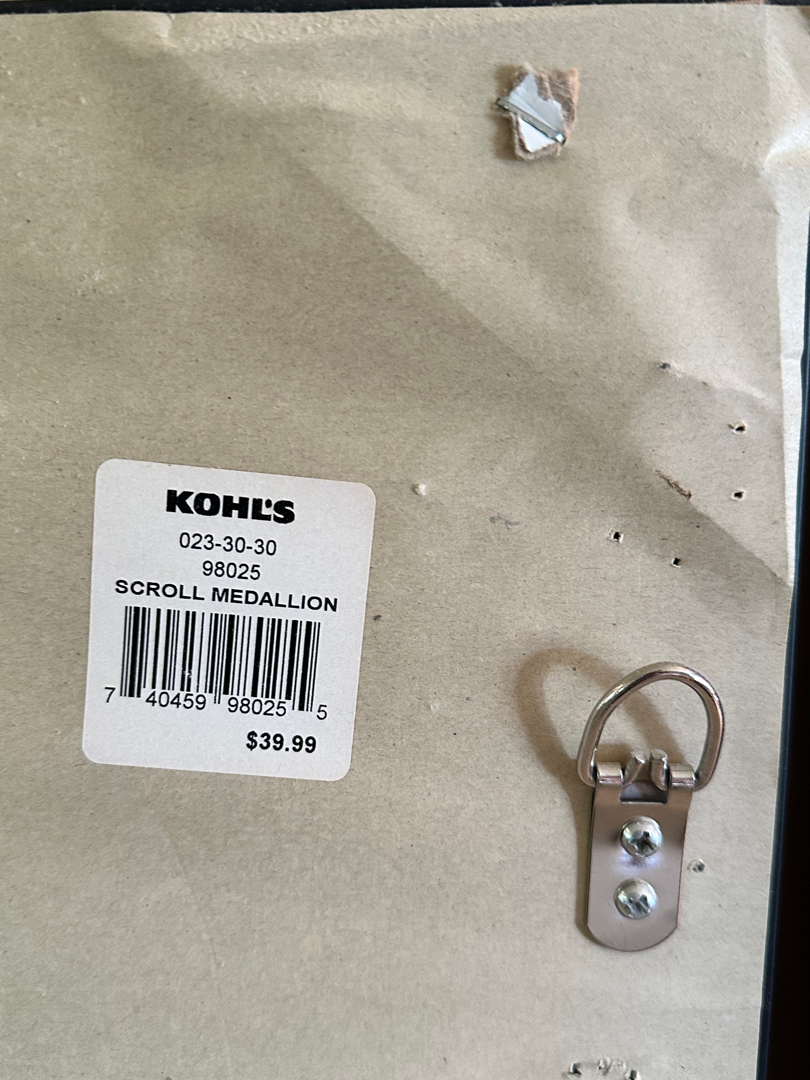 KOHL'S
023-30-30
98025
SCROLL MEDALLION
7 40459 98025 5
$39.99